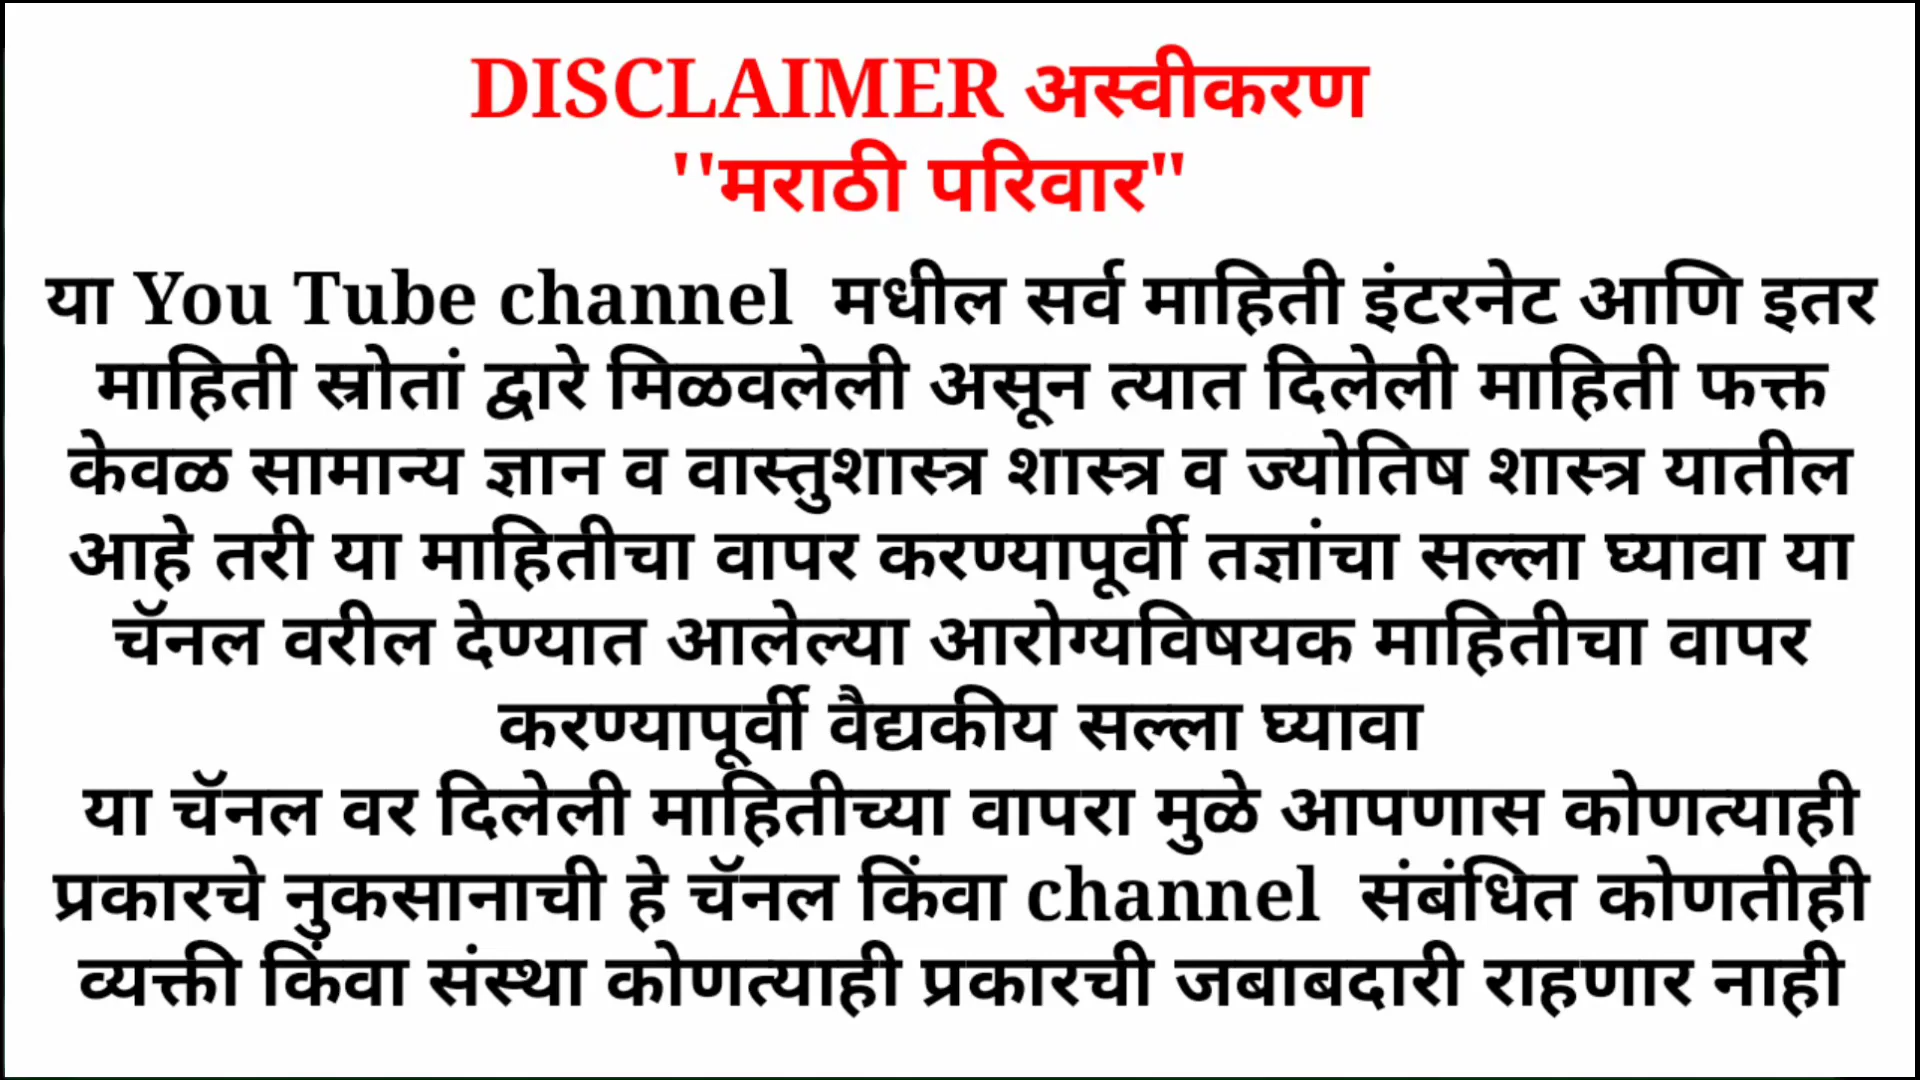 DISCLAIMER अस्वीकरण
''मराठी परिवार"
या You Tube channel मधील सर्व माहिती इंटरनेट आणि इतर
माहिती स्रोतां द्वारे मिळवलेली असून त्यात दिलेली माहिती फक्त
केवळ सामान्य ज्ञान व वास्तुशास्त्र शास्त्र व ज्योतिष शास्त्र यातील
आहे तरी या माहितीचा वापर करण्यापूर्वी तज्ञांचा सल्ला घ्यावा या
चॅनल वरील देण्यात आलेल्या आरोग्यविषयक माहितीचा वापर
करण्यापूर्वी वैद्यकीय सल्ला घ्यावा
या चॅनल वर दिलेली माहितीच्या वापरा मुळे आपणास कोणत्याही
प्रकारचे नुकसानाची हे चॅनल किंवा channel संबंधित कोणतीही
व्यक्ती किंवा संस्था कोणत्याही प्रकारची जबाबदारी राहणार नाही